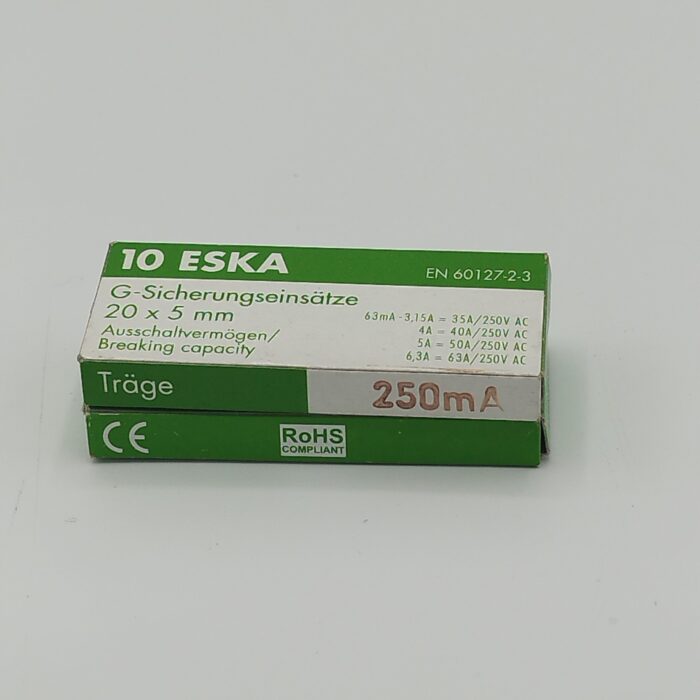 10 ESKA
EN 60127-2-3
G-Sicherungseinsätze
20 x 5 mm
Ausschaltvermögen/
Breaking capacity
63mA - 3,15A = 35A/250V AC
4A = 40A/250V AC
5A = 50A/250V AC
6,3A = 63A/250V AC
Träge
250mA
CE
RoHS
COMPLIANT